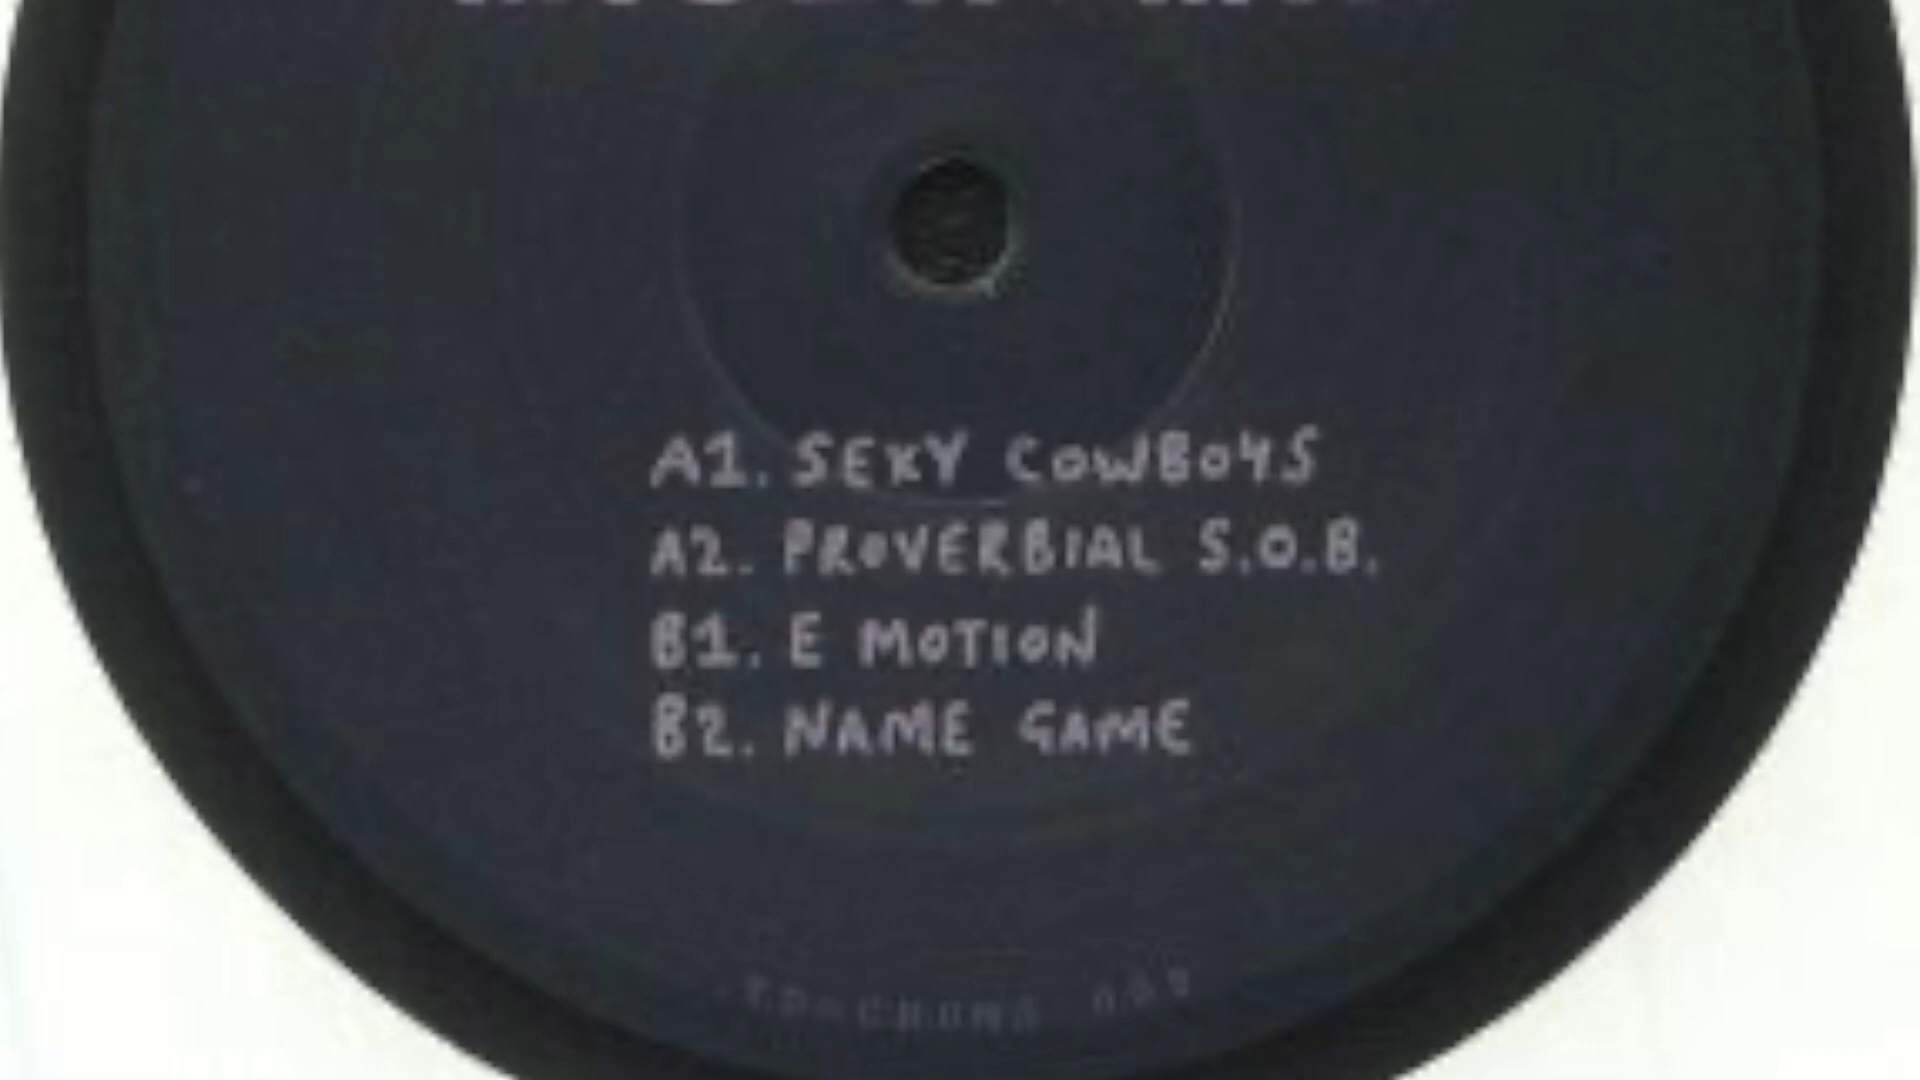 A1. SEXY COWBOYS
A2. PROVERBIAL S.O.B.
B1. E MOTION
B2. NAME GAME